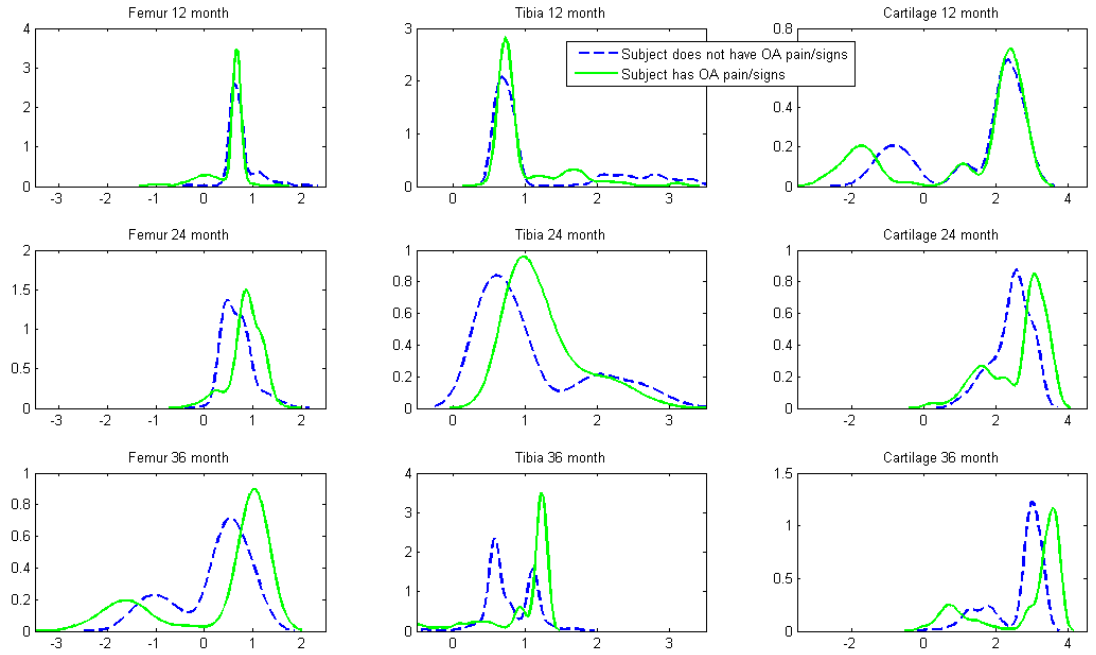 Femur 12 month
Tibia 12 month
Cartilage 12 month
4
3
2
1
0
-3 -2 -1 0 1 2
3
2
1
0
0 1 2 3
Subject does not have OA pain/signs
Subject has OA pain/signs
0.8
0.6
0.4
0.2
0
-2 0 2 4
Femur 24 month
Tibia 24 month
Cartilage 24 month
2
1.5
1
0.5
0
-3 -2 -1 0 1 2
1
0.8
0.6
0.4
0.2
0
0 1 2 3
1
0.8
0.6
0.4
0.2
0
-2 0 2 4
Femur 36 month
Tibia 36 month
Cartilage 36 month
1
0.8
0.6
0.4
0.2
0
-3 -2 -1 0 1 2
4
3
2
1
0
0 1 2 3
1.5
1
0.5
0
-2 0 2 4